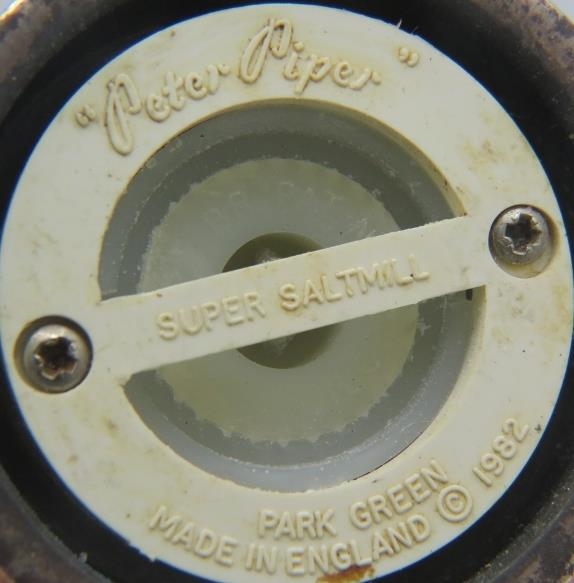 "Peter Piper"
SUPER SALTMILL
PARK GREEN
MADE IN ENGLAND © 1982